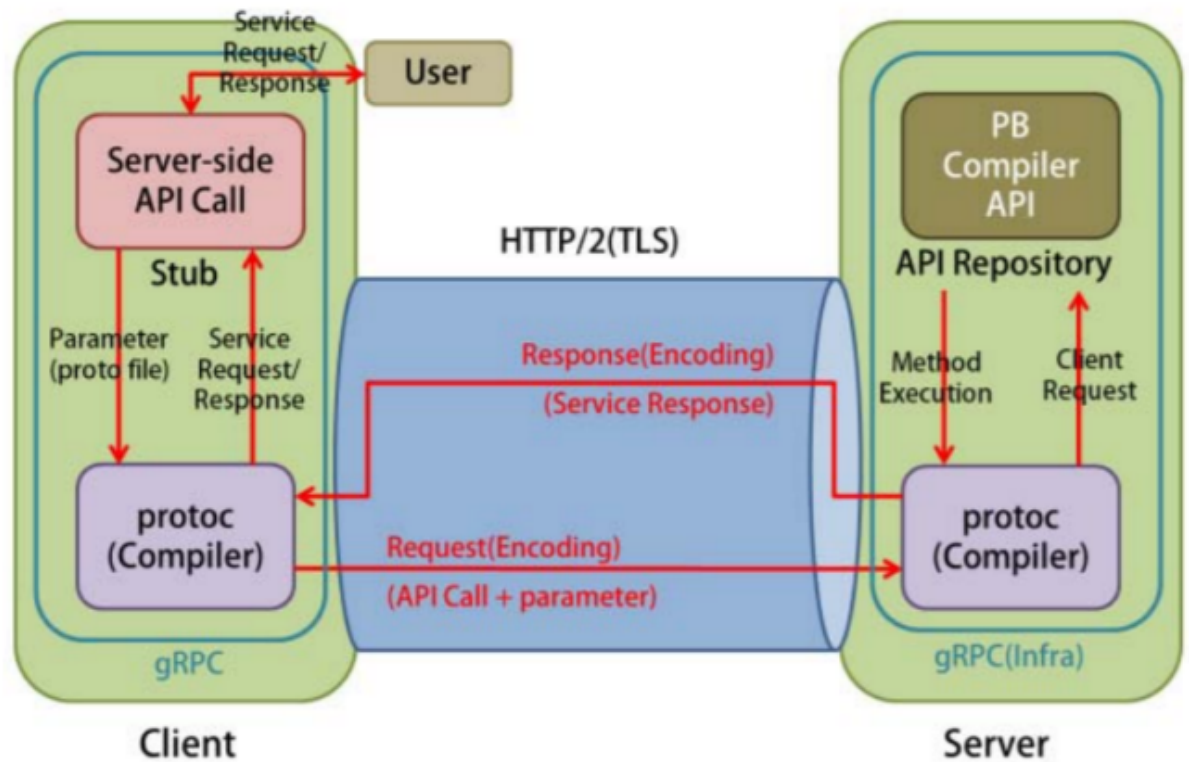 Service
Request/
Response
User
Server-side
API Call
Stub
Parameter
(proto file)
Service
Request/
Response
protoc
(Compiler)
gRPC
Client
HTTP/2(TLS)
Response(Encoding)
(Service Response)
Request(Encoding)
(API Call + parameter)
PB
Compiler
API
API Repository
Method
Execution
Client
Request
protoc
(Compiler)
gRPC(Infra)
Server